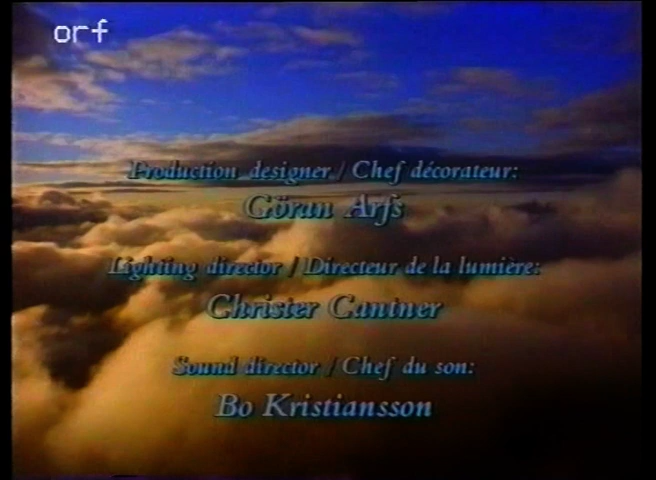 orf
Production designer / Chef décorateur:
Göran Arfs
Lighting director / Directeur de la lumière:
Christer Cantner
Sound director / Chef du son:
Bo Kristiansson